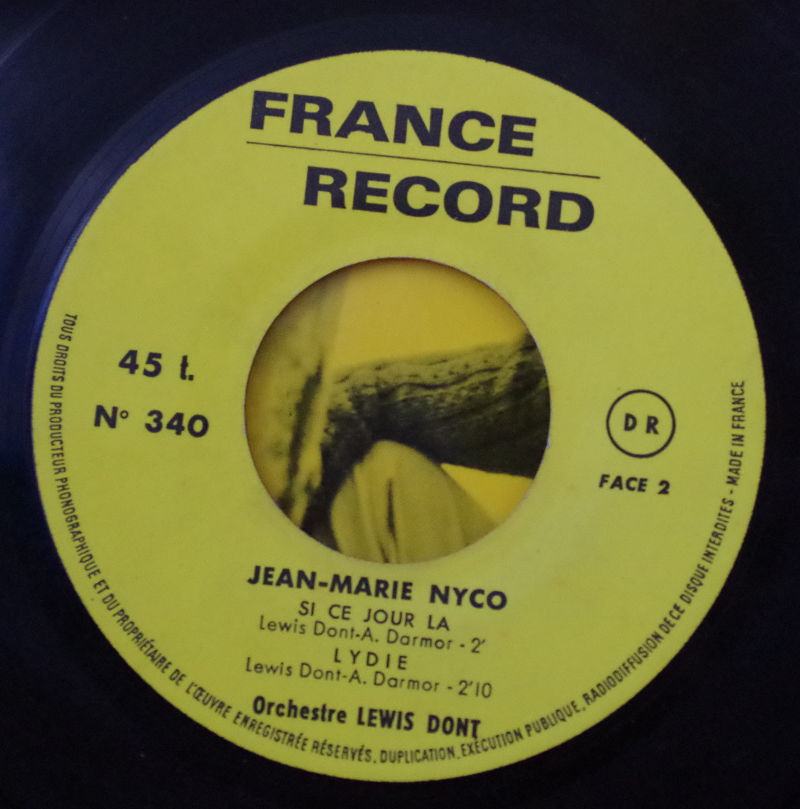 FRANCE
RECORD
45 t.
N° 340
D R
FACE 2
JEAN-MARIE NYCO
SI CE JOUR LA
Lewis Dont-A. Darmor - 2'
LYDIE
Lewis Dont-A. Darmor - 2'10
Orchestre LEWIS DONT
TOUS DROITS DU PRODUCTEUR PHONOGRAPHIQUE ET DU PROPRIÉTAIRE DE L'ŒUVRE ENREGISTRÉE RÉSERVÉS. DUPLICATION, EXÉCUTION PUBLIQUE, RADIODIFFUSION DE CE DISQUE INTERDITES - MADE IN FRANCE